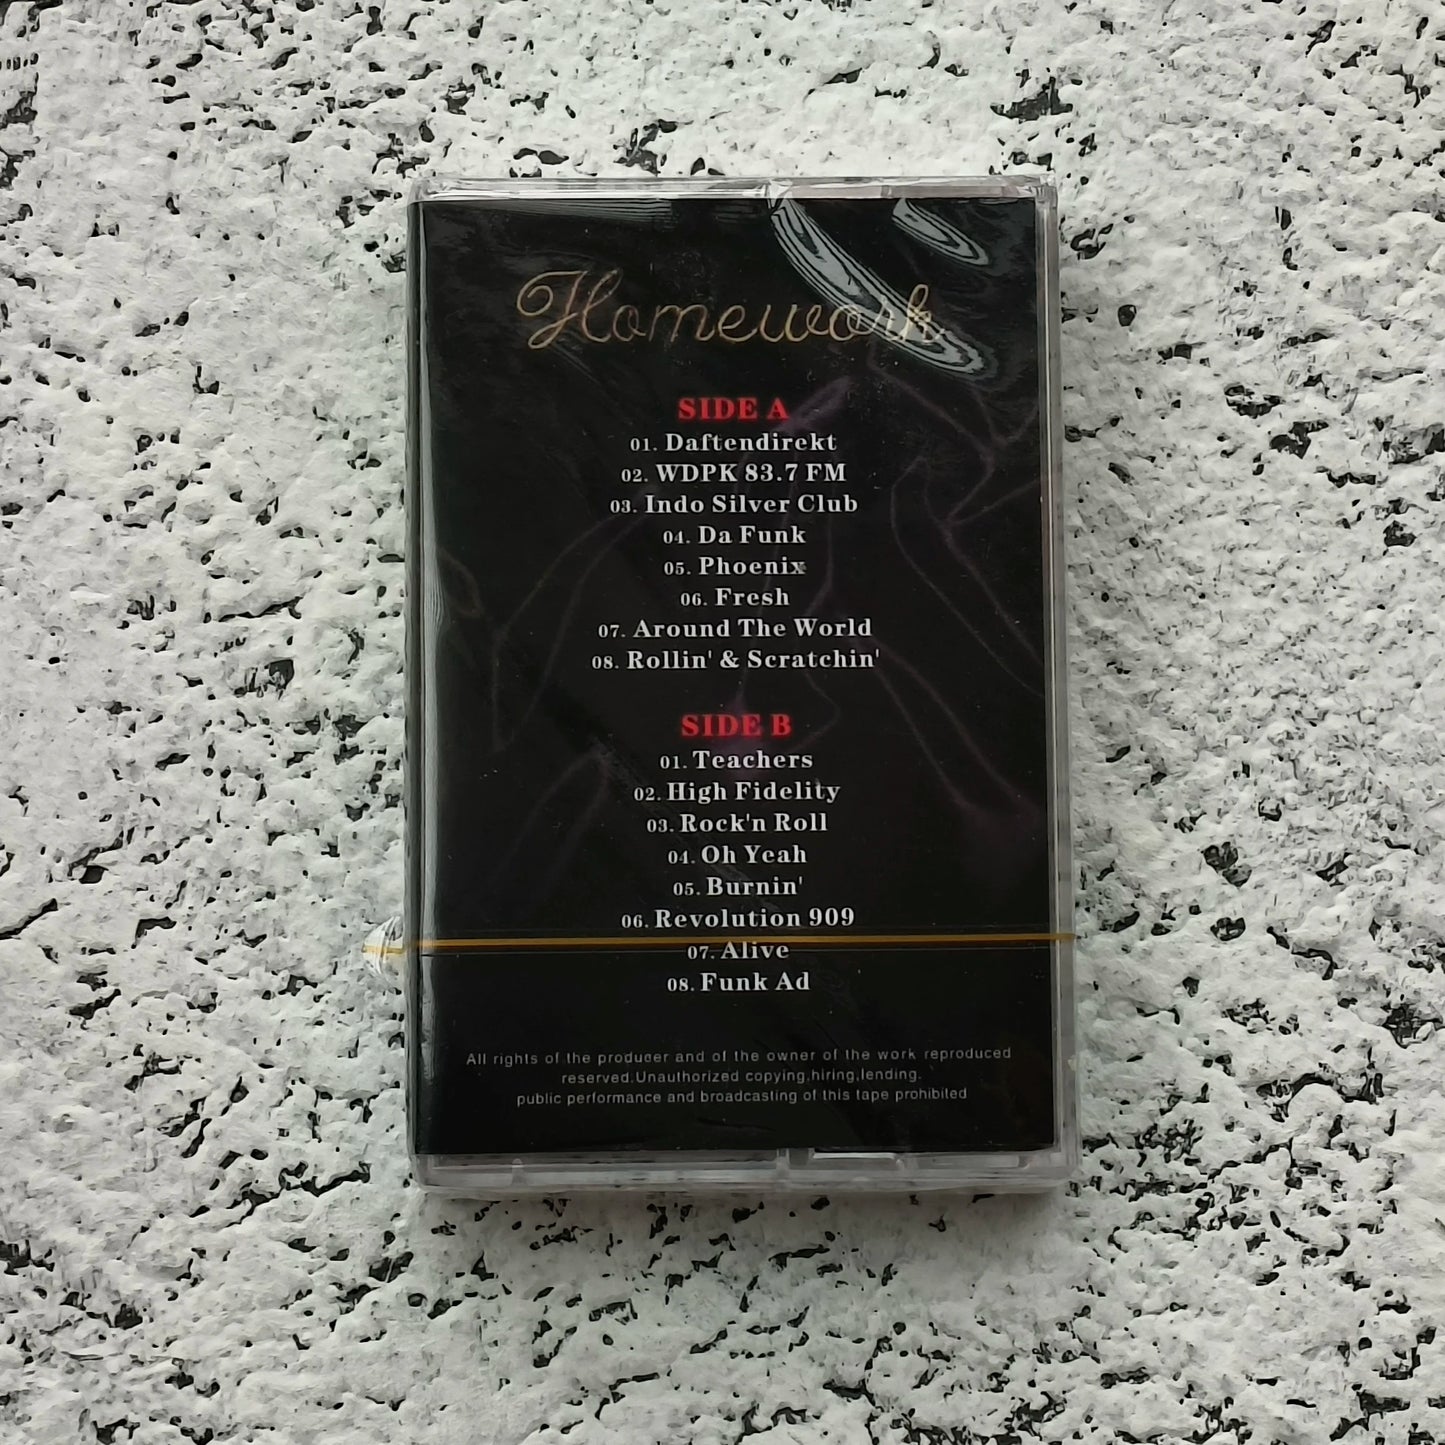 Homework
SIDE A
01. Daftendirekt
02. WDPK 83.7 FM
03. Indo Silver Club
04. Da Funk
05. Phoenix
06. Fresh
07. Around The World
08. Rollin' & Scratchin'
SIDE B
01. Teachers
02. High Fidelity
03. Rock'n Roll
04. Oh Yeah
05. Burnin'
06. Revolution 909
07. Alive
08. Funk Ad
All rights of the producer and of the owner of the work reproduced
reserved.Unauthorized copying,hiring,lending.
public performance and broadcasting of this tape prohibited